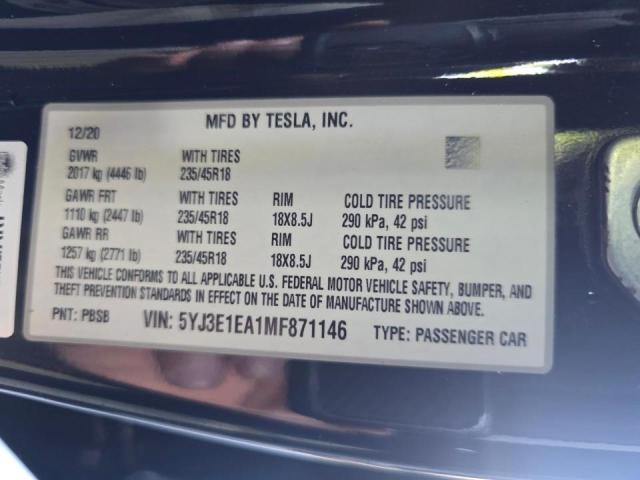 12/20 MFD BY TESLA, INC.
GVWR WITH TIRES
2017 kg (4446 lb) 235/45R18
GAWR FRT WITH TIRES RIM COLD TIRE PRESSURE
1110 kg (2447 lb) 235/45R18 18X8.5J 290 kPa, 42 psi
GAWR RR WITH TIRES RIM COLD TIRE PRESSURE
1257 kg (2771 lb) 235/45R18 18X8.5J 290 kPa, 42 psi
THIS VEHICLE CONFORMS TO ALL APPLICABLE U.S. FEDERAL MOTOR VEHICLE SAFETY, BUMPER, AND
THEFT PREVENTION STANDARDS IN EFFECT ON THE DATE OF MANUFACTURE SHOWN ABOVE.
PNT: PBSB VIN: 5YJ3E1EA1MF871146 TYPE: PASSENGER CAR